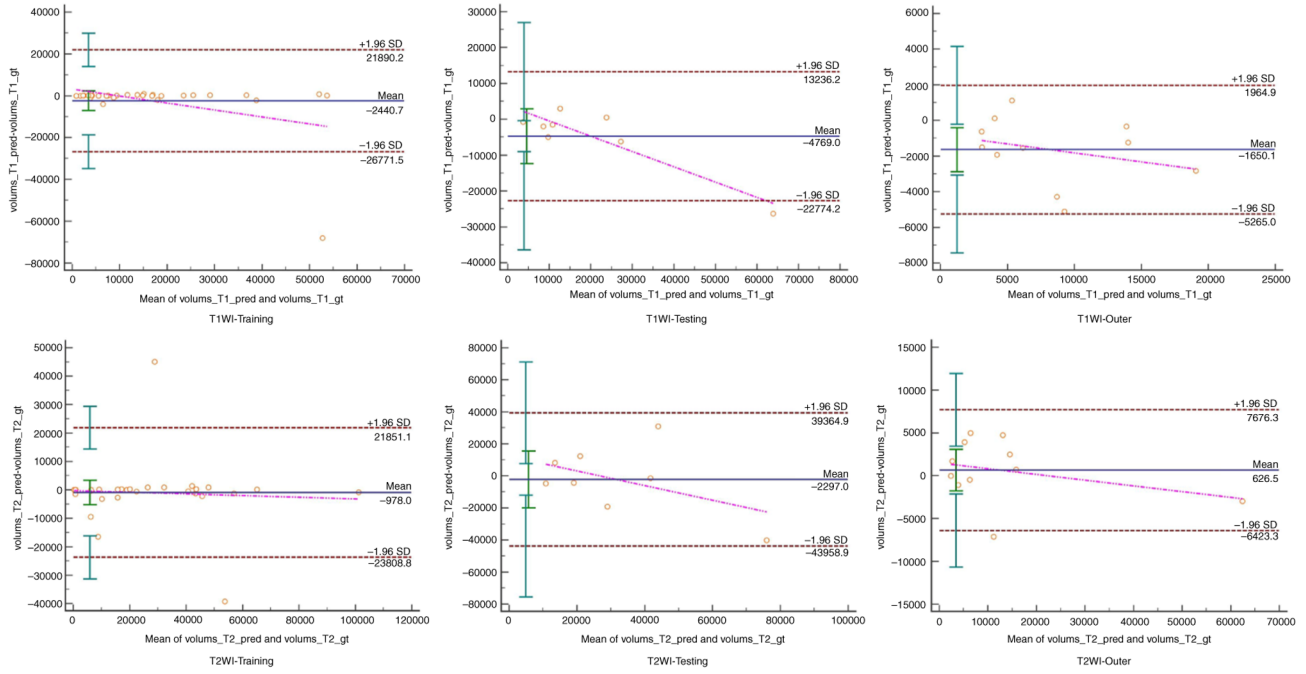 40000
20000
0
−20000
−40000
−60000
−80000
volums_T1_pred-volums_T1_gt
+1.96 SD
21890.2
Mean
−2440.7
−1.96 SD
−26771.5
0 10000 20000 30000 40000 50000 60000 70000
Mean of volums_T1_pred and volums_T1_gt
T1WI-Training
30000
20000
10000
0
−10000
−20000
−30000
−40000
volums_T1_pred-volums_T1_gt
+1.96 SD
13236.2
Mean
−4769.0
−1.96 SD
−22774.2
0 10000 20000 30000 40000 50000 60000 70000 80000
Mean of volums_T1_pred and volums_T1_gt
T1WI-Testing
6000
4000
2000
0
−2000
−4000
−6000
−8000
volums_T1_pred-volums_T1_gt
+1.96 SD
1964.9
Mean
−1650.1
−1.96 SD
−5265.0
0 5000 10000 15000 20000 25000
Mean of volums_T1_pred and volums_T1_gt
T1WI-Outer
50000
40000
30000
20000
10000
0
−10000
−20000
−30000
−40000
volums_T2_pred-volums_T2_gt
+1.96 SD
21851.1
Mean
−978.0
−1.96 SD
−23808.8
0 20000 40000 60000 80000 100000 120000
Mean of volums_T2_pred and volums_T2_gt
T2WI-Training
80000
60000
40000
20000
0
−20000
−40000
−60000
−80000
volums_T2_pred-volums_T2_gt
+1.96 SD
39364.9
Mean
−2297.0
−1.96 SD
−43958.9
0 20000 40000 60000 80000 100000
Mean of volums_T2_pred and volums_T2_gt
T2WI-Testing
15000
10000
5000
0
−5000
−10000
−15000
volums_T2_pred-volums_T2_gt
+1.96 SD
7676.3
Mean
626.5
−1.96 SD
−6423.3
0 10000 20000 30000 40000 50000 60000 70000
Mean of volums_T2_pred and volums_T2_gt
T2WI-Outer